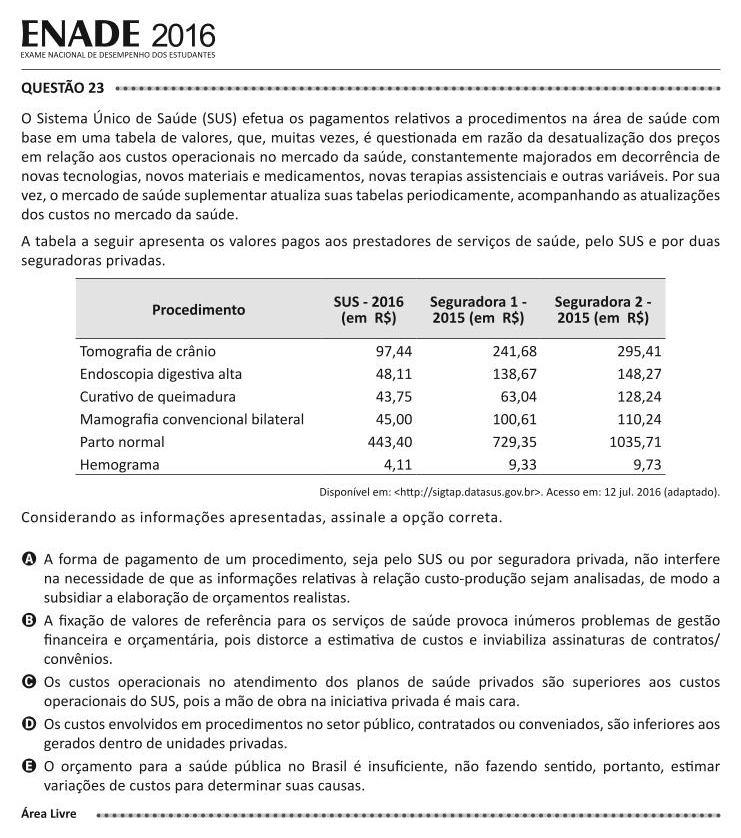 ENADE 2016
EXAME NACIONAL DE DESEMPENHO DOS ESTUDANTES
QUESTÃO 23
O Sistema Único de Saúde (SUS) efetua os pagamentos relativos a procedimentos na área de saúde com
base em uma tabela de valores, que, muitas vezes, é questionada em razão da desatualização dos preços
em relação aos custos operacionais no mercado da saúde, constantemente majorados em decorrência de
novas tecnologias, novos materiais e medicamentos, novas terapias assistenciais e outras variáveis. Por sua
vez, o mercado de saúde suplementar atualiza suas tabelas periodicamente, acompanhando as atualizações
dos custos no mercado da saúde.
A tabela a seguir apresenta os valores pagos aos prestadores de serviços de saúde, pelo SUS e por duas
seguradoras privadas.
Procedimento SUS - 2016 (em R$) Seguradora 1 - 2015 (em R$) Seguradora 2 - 2015 (em R$)
Tomografia de crânio 97,44 241,68 295,41
Endoscopia digestiva alta 48,11 138,67 148,27
Curativo de queimadura 43,75 63,04 128,24
Mamografia convencional bilateral 45,00 100,61 110,24
Parto normal 443,40 729,35 1035,71
Hemograma 4,11 9,33 9,73
Disponível em: <http://sigtap.datasus.gov.br>. Acesso em: 12 jul. 2016 (adaptado).
Considerando as informações apresentadas, assinale a opção correta.
A A forma de pagamento de um procedimento, seja pelo SUS ou por seguradora privada, não interfere
na necessidade de que as informações relativas à relação custo-produção sejam analisadas, de modo a
subsidiar a elaboração de orçamentos realistas.
B A fixação de valores de referência para os serviços de saúde provoca inúmeros problemas de gestão
financeira e orçamentária, pois distorce a estimativa de custos e inviabiliza assinaturas de contratos/
convênios.
C Os custos operacionais no atendimento dos planos de saúde privados são superiores aos custos
operacionais do SUS, pois a mão de obra na iniciativa privada é mais cara.
D Os custos envolvidos em procedimentos no setor público, contratados ou conveniados, são inferiores aos
gerados dentro de unidades privadas.
E O orçamento para a saúde pública no Brasil é insuficiente, não fazendo sentido, portanto, estimar
variações de custos para determinar suas causas.
Área Livre